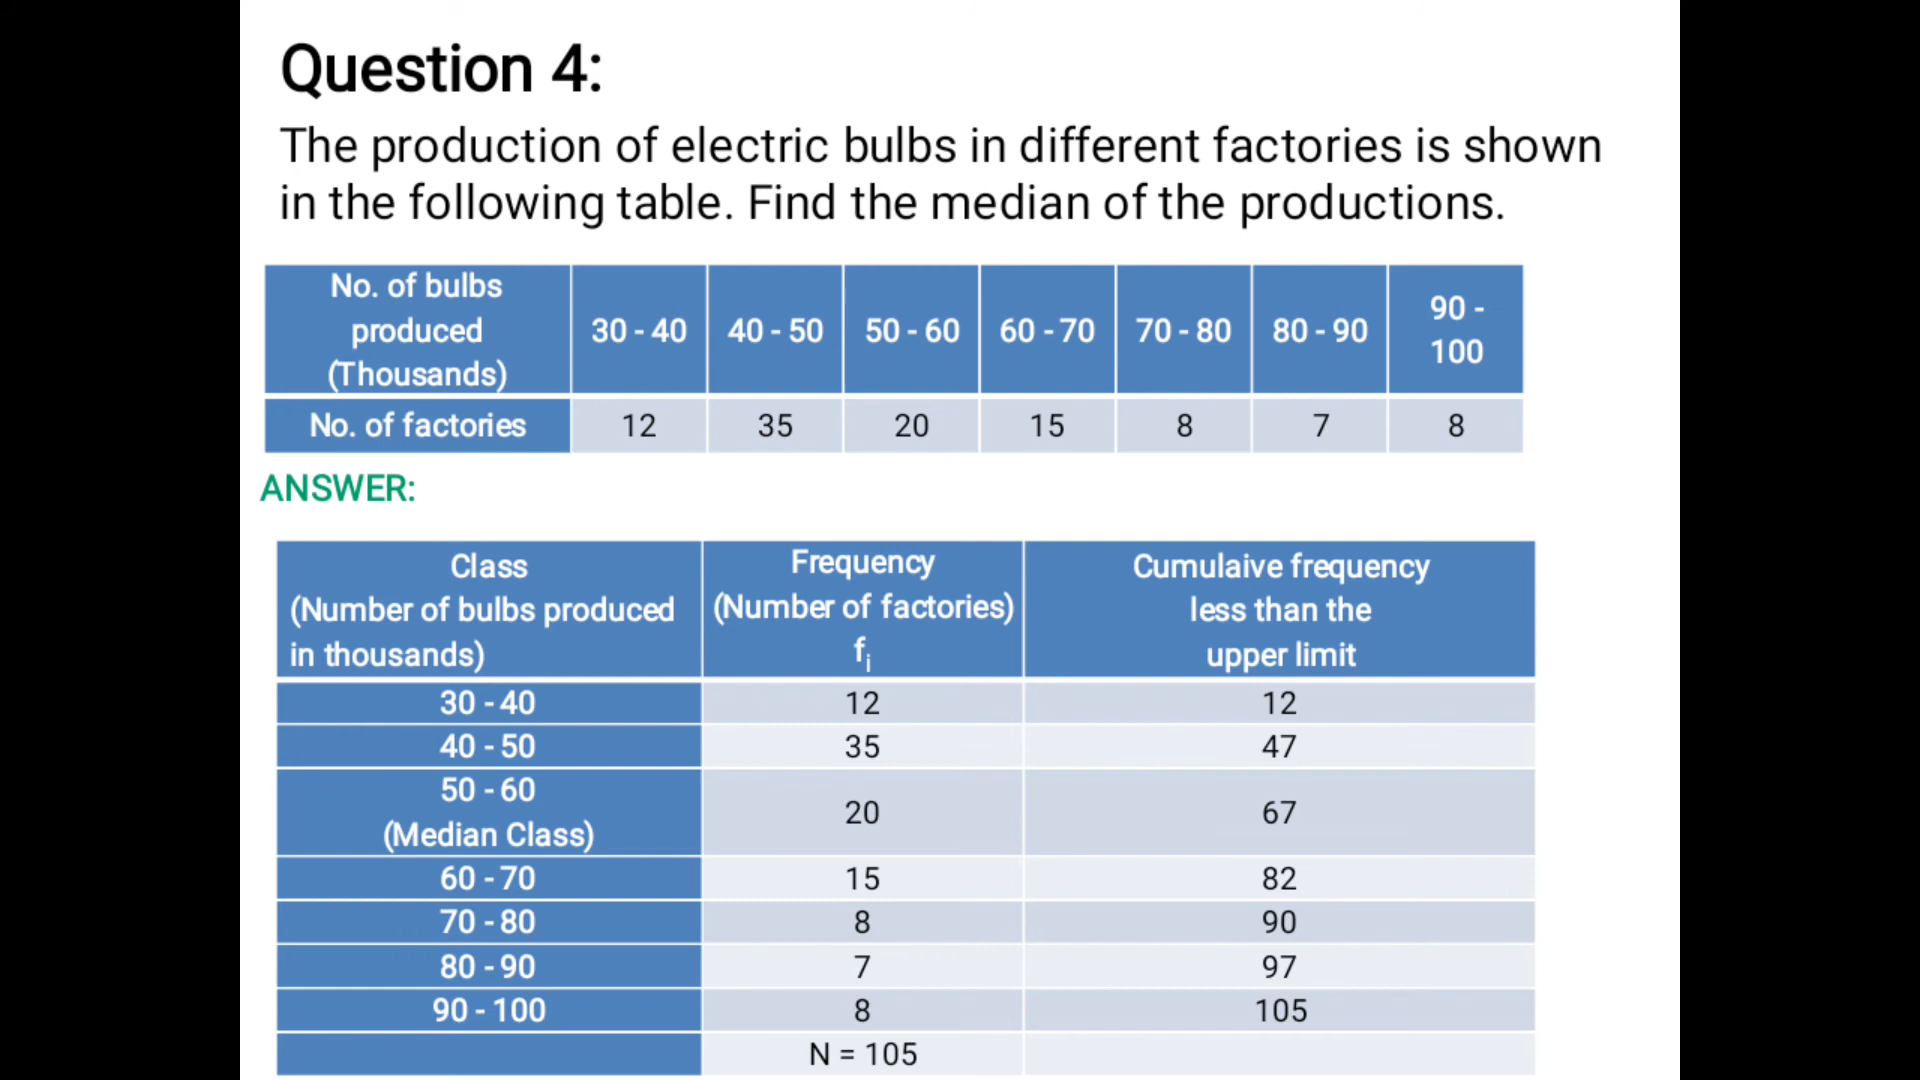 Question 4:
The production of electric bulbs in different factories is shown
in the following table. Find the median of the productions.
No. of bulbs
produced
(Thousands)
30 - 40
40 - 50
50 - 60
60 - 70
70 - 80
80 - 90
90 -
100
No. of factories
12
35
20
15
8
7
8
ANSWER:
Class
(Number of bulbs produced
in thousands)
Frequency
(Number of factories)
fi
Cumulaive frequency
less than the
upper limit
30 - 40
12
12
40 - 50
35
47
50 - 60
(Median Class)
20
67
60 - 70
15
82
70 - 80
8
90
80 - 90
7
97
90 - 100
8
105
N = 105